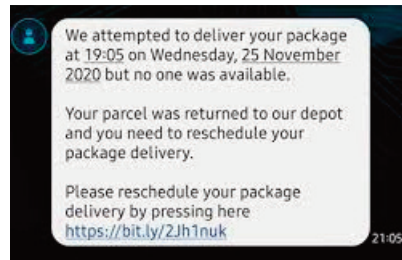 We attempted to deliver your package
at 19:05 on Wednesday, 25 November
2020 but no one was available.
Your parcel was returned to our depot
and you need to reschedule your
package delivery.
Please reschedule your package
delivery by pressing here
https://bit.ly/2Jh1nuk
21:05